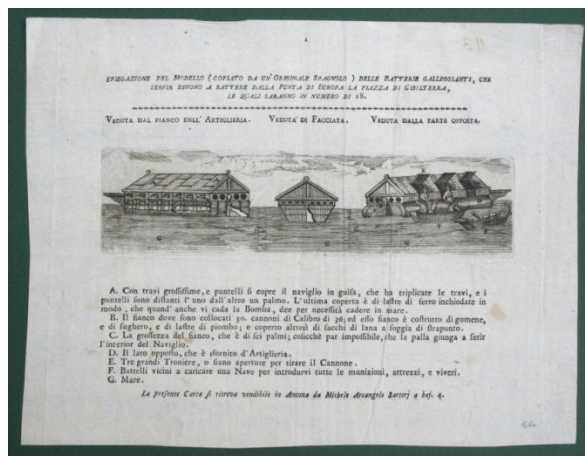 SPIEGAZIONE DEL MODELLO ( COPIATO DA UN' ORIGINALE SPAGNOLO ) DELLE BATTERIE GALLEGGIANTI, CHE
SERVIR DEVONO A BATTERE DALLA PUNTA DI EUROPA LA PIAZZA DI GIBILTERRA,
LE QUALI SARANNO IN NUMERO DI 18.
VEDUTA DAL FIANCO DELL' ARTIGLIERIA. VEDUTA' DI FACCIATA. VEDUTA DALLA PARTE OPPOSTA.
A. Con travi grossissime, e puntelli si copre il naviglio in guisa, che ha triplicate le travi, e i
puntelli sono distanti l' uno dall' altro un palmo. L' ultima coperta è di lastre di ferro inchiodate in
modo, che quand' anche vi cada la Bomba, dee per necessità cadere in mare.
B. Il fianco dove sono collocati 30. cannoni di Calibro di 36; ed esso fianco è costrutto di gomene,
e di sughero, e di lastre di piombo; e coperto altresì di sacchi di lana a foggia di strapunto.
C. La grossezza del fianco, che è di sei palmi; cosicchè par impossibile, che la palla giunga a ferir
l' interior del Naviglio.
D. Il lato opposto, che è sfornito d' Artiglieria.
E. Tre grandi Troniere, o siano aperture per tirare il Cannone.
F. Battelli vicini a caricare una Nave per introdurvi tutte le munizioni, attrezzi, e viveri.
G. Mare.
La presente Carta si ritrova vendibile in Ancona da Michele Arcangelo Sartorj a baj. 4.